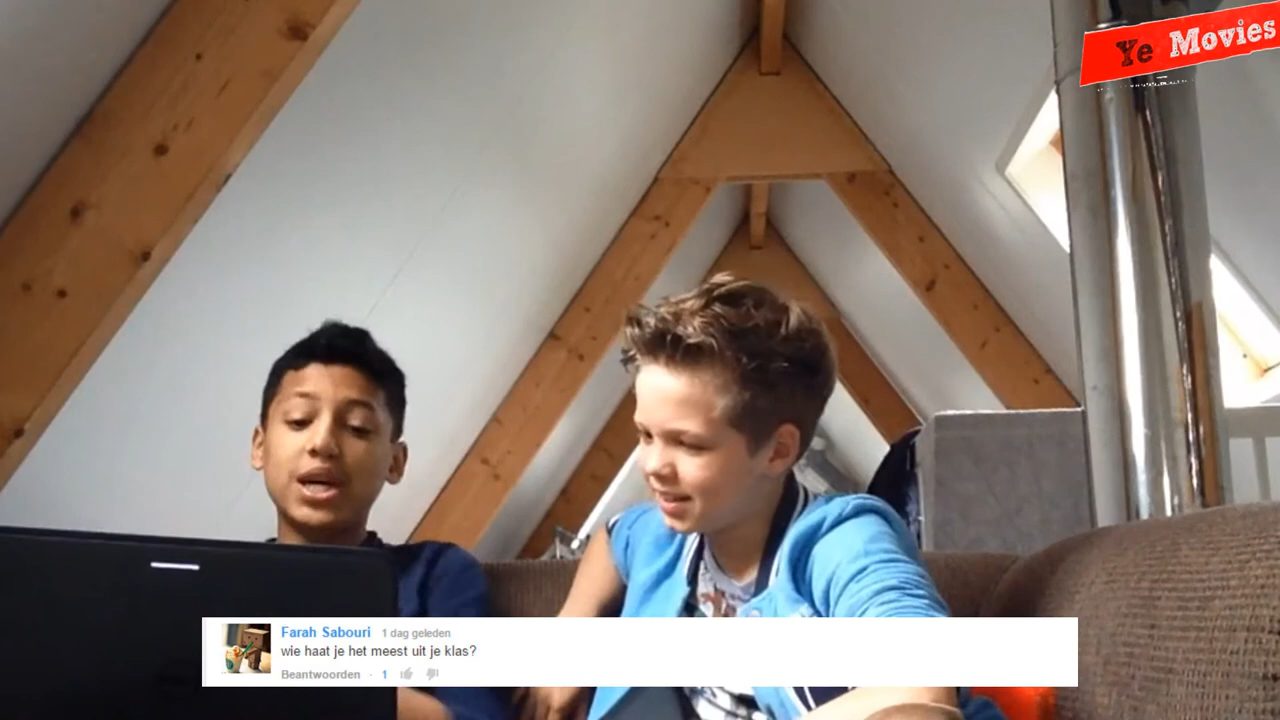 Ye Movies
Farah Sabouri 1 dag geleden
wie haat je het meest uit je klas?
Beantwoorden · 1